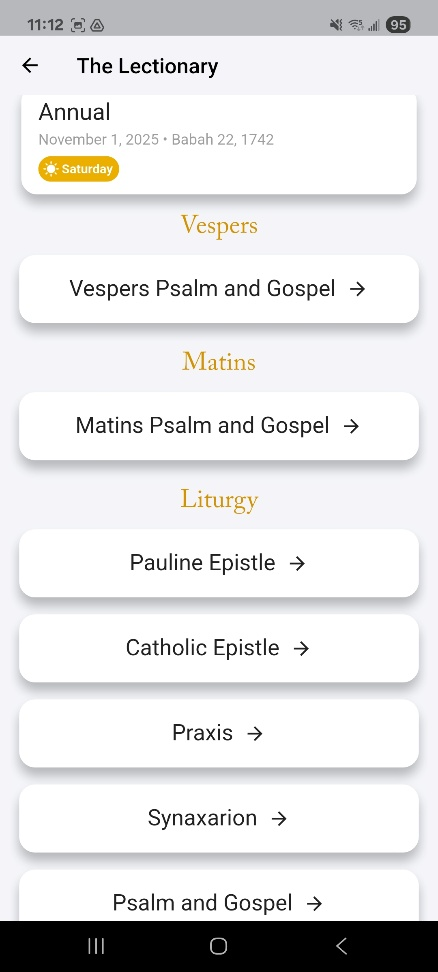 11:12
95
The Lectionary
Annual
November 1, 2025 • Babah 22, 1742
Saturday
Vespers
Vespers Psalm and Gospel →
Matins
Matins Psalm and Gospel →
Liturgy
Pauline Epistle →
Catholic Epistle →
Praxis →
Synaxarion →
Psalm and Gospel →